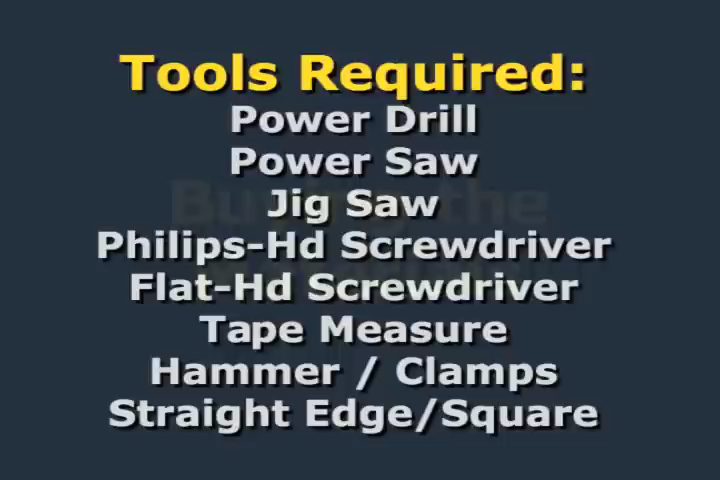 Tools Required:
Power Drill
Power Saw
Jig Saw
Philips-Hd Screwdriver
Flat-Hd Screwdriver
Tape Measure
Hammer / Clamps
Straight Edge/Square